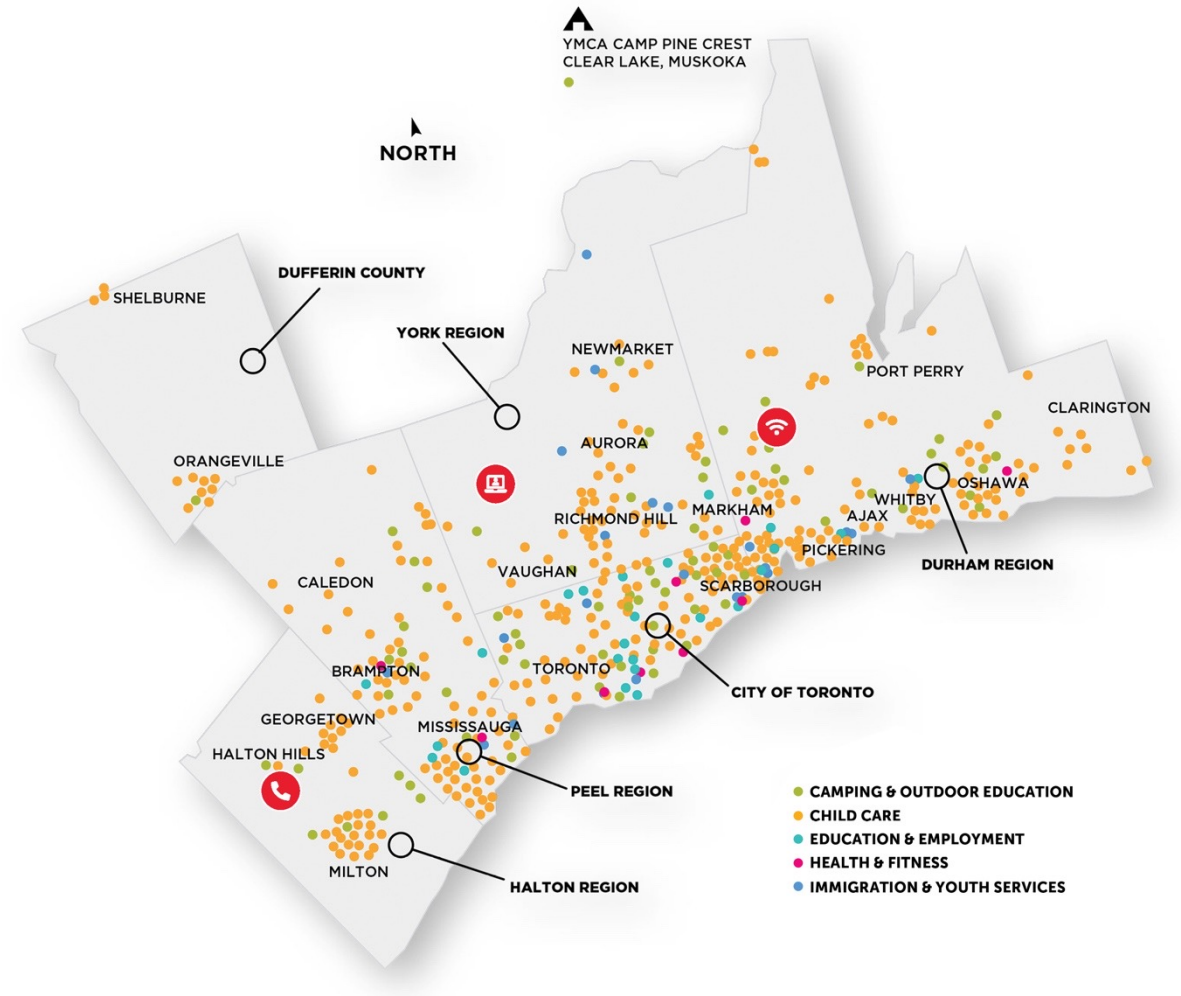 YMCA CAMP PINE CREST
CLEAR LAKE, MUSKOKA
NORTH
DUFFERIN COUNTY
SHELBURNE
YORK REGION
NEWMARKET
PORT PERRY
CLARINGTON
AURORA
ORANGEVILLE
OSHAWA
WHITBY
MARKHAM
AJAX
RICHMOND HILL
PICKERING
DURHAM REGION
VAUGHAN
CALEDON
SCARBOROUGH
BRAMPTON
TORONTO
CITY OF TORONTO
GEORGETOWN
MISSISSAUGA
HALTON HILLS
PEEL REGION
MILTON
HALTON REGION
CAMPING & OUTDOOR EDUCATION
CHILD CARE
EDUCATION & EMPLOYMENT
HEALTH & FITNESS
IMMIGRATION & YOUTH SERVICES